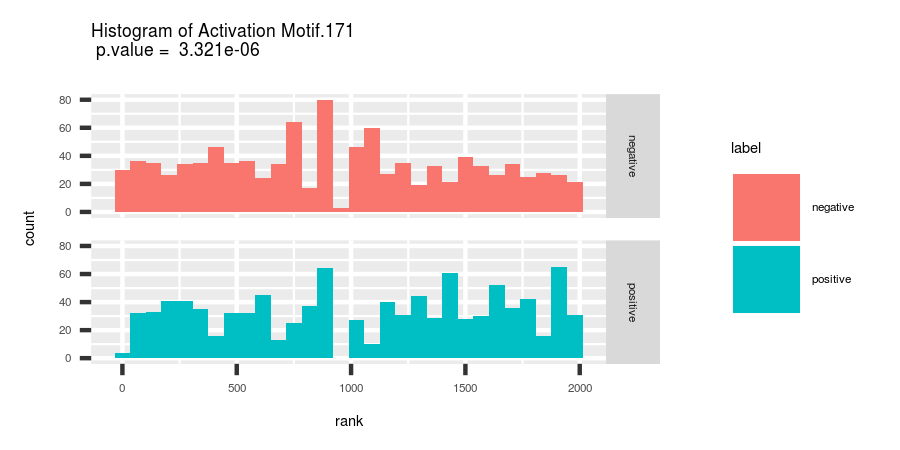 Histogram of Activation Motif.171
p.value = 3.321e-06
count
80
60
40
20
0
negative
80
60
40
20
0
positive
0 500 1000 1500 2000
rank
label
negative
positive